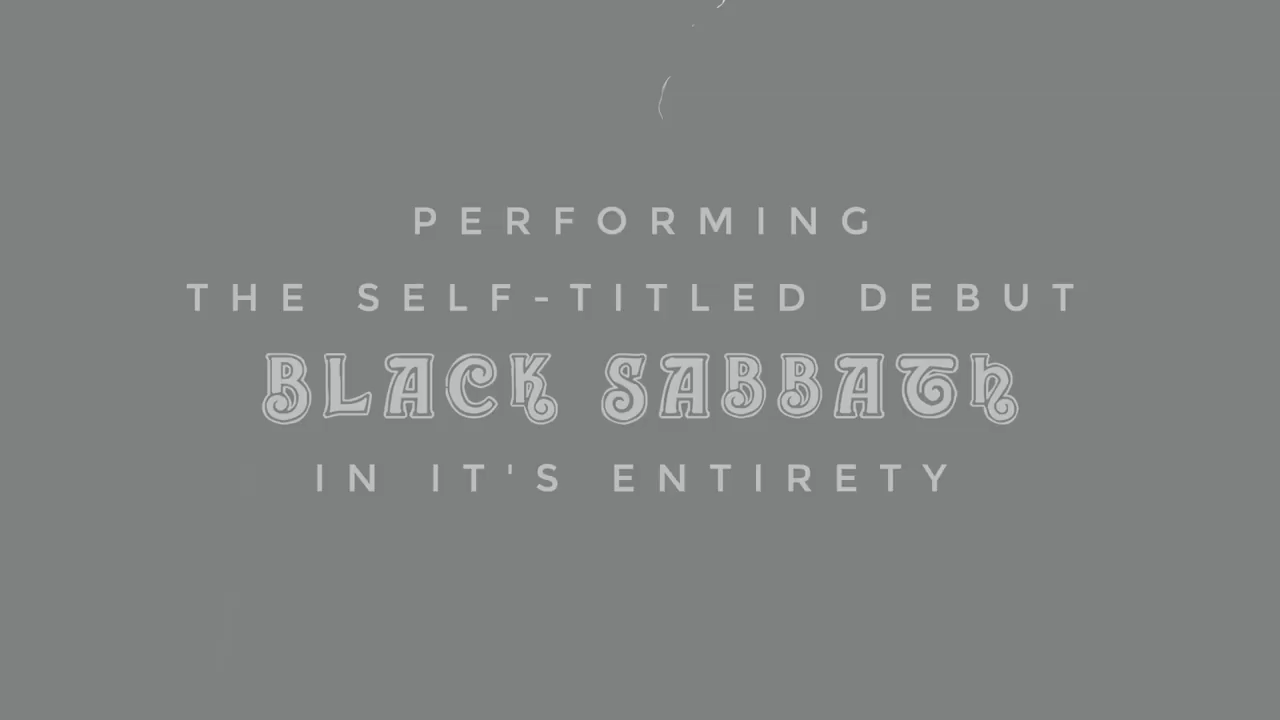 PERFORMING
THE SELF-TITLED DEBUT
BLACK SABBATh
IN IT'S ENTIRETY